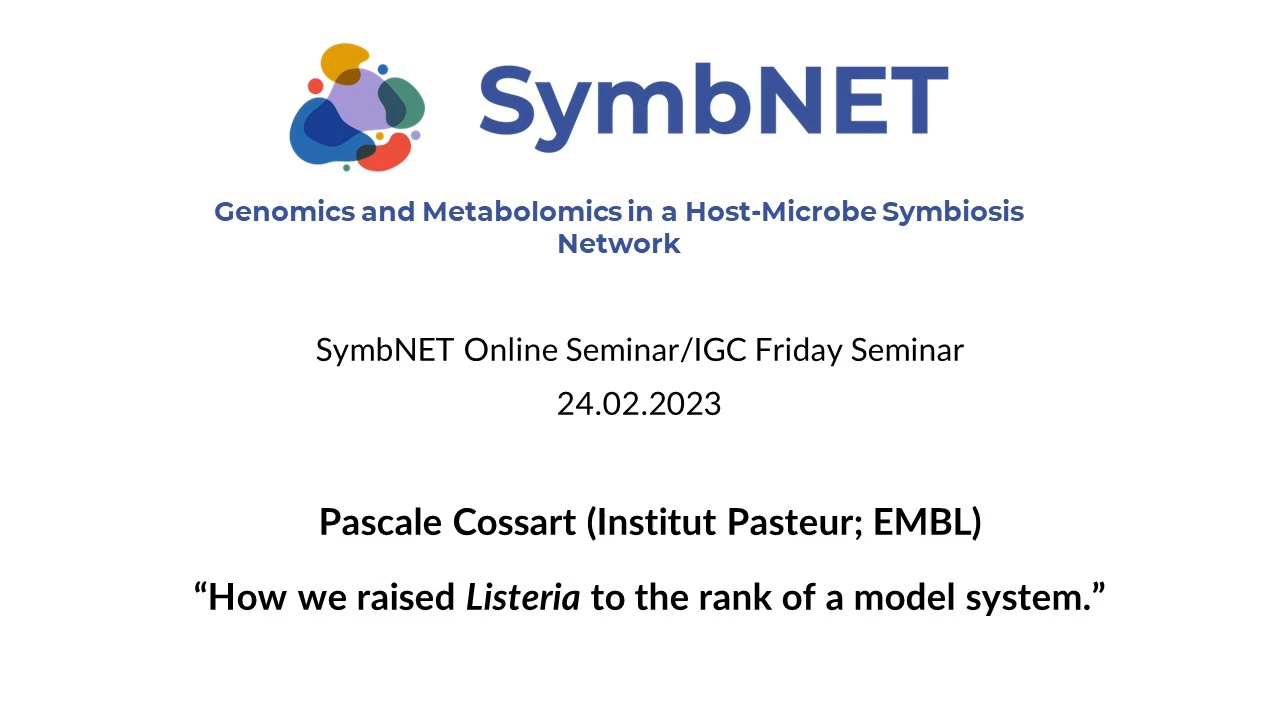 SymbNET
Genomics and Metabolomics in a Host-Microbe Symbiosis
Network
SymbNET Online Seminar/IGC Friday Seminar
24.02.2023
Pascale Cossart (Institut Pasteur; EMBL)
“How we raised Listeria to the rank of a model system.”